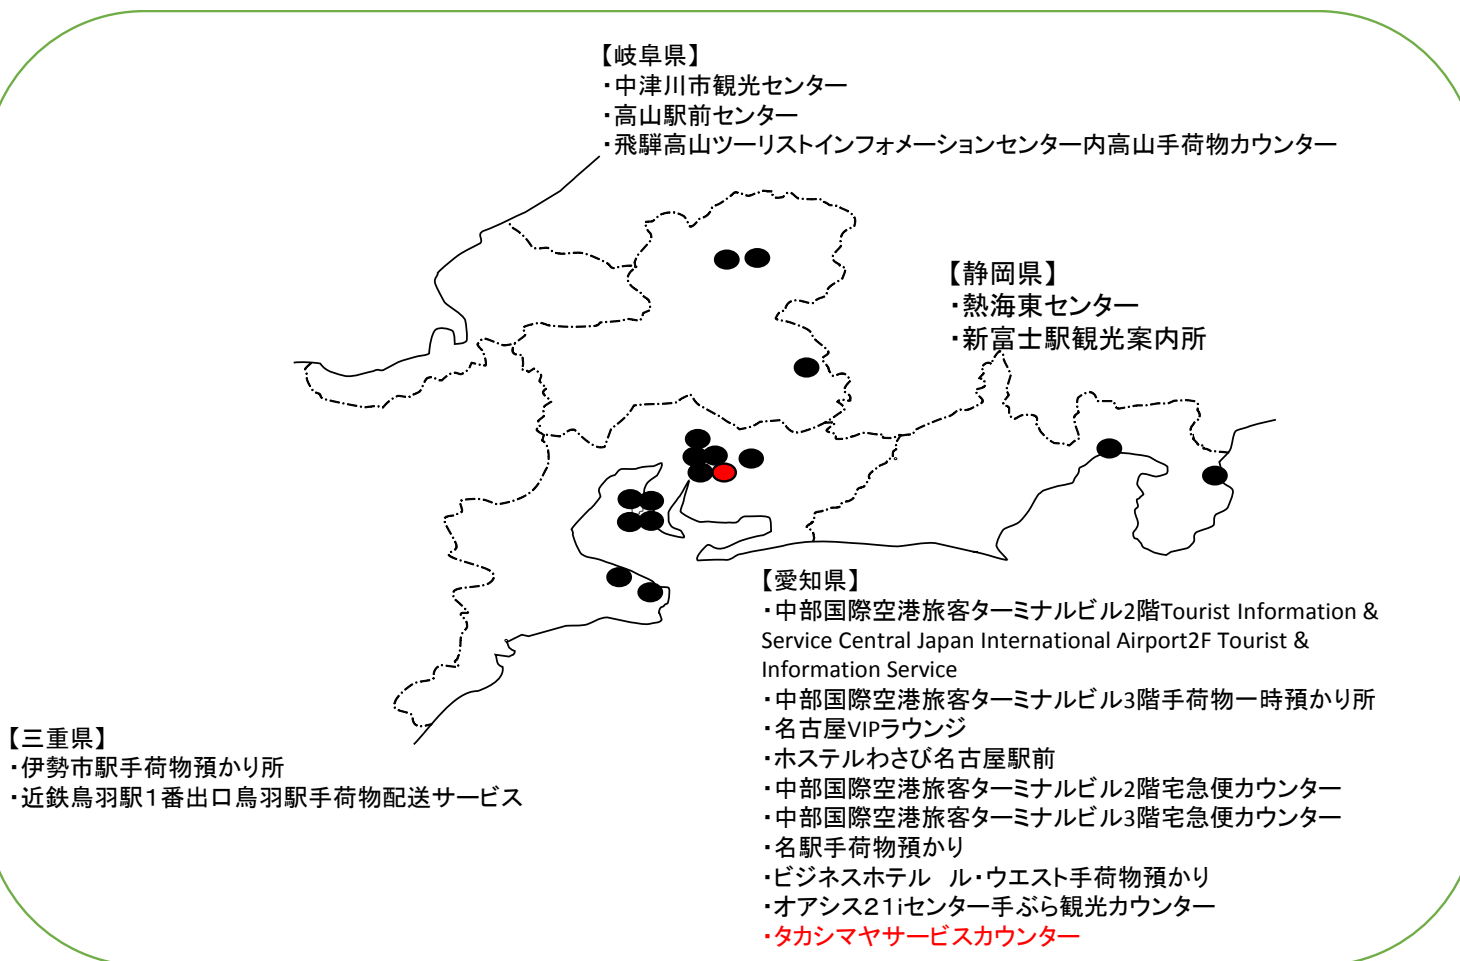 【岐阜県】
・中津川市観光センター
・高山駅前センター
・飛騨高山ツーリストインフォメーションセンター内高山手荷物カウンター
【静岡県】
・熱海東センター
・新富士駅観光案内所
【愛知県】
・中部国際空港旅客ターミナルビル2階Tourist Information &
Service Central Japan International Airport2F Tourist &
Information Service
・中部国際空港旅客ターミナルビル3階手荷物一時預かり所
・名古屋VIPラウンジ
・ホステルわさび名古屋駅前
・中部国際空港旅客ターミナルビル2階宅急便カウンター
・中部国際空港旅客ターミナルビル3階宅急便カウンター
・名駅手荷物預かり
・ビジネスホテル　ル・ウエスト手荷物預かり
・オアシス２１iセンター手ぶら観光カウンター
・タカシマヤサービスカウンター
【三重県】
・伊勢市駅手荷物預かり所
・近鉄鳥羽駅１番出口鳥羽駅手荷物配送サービス